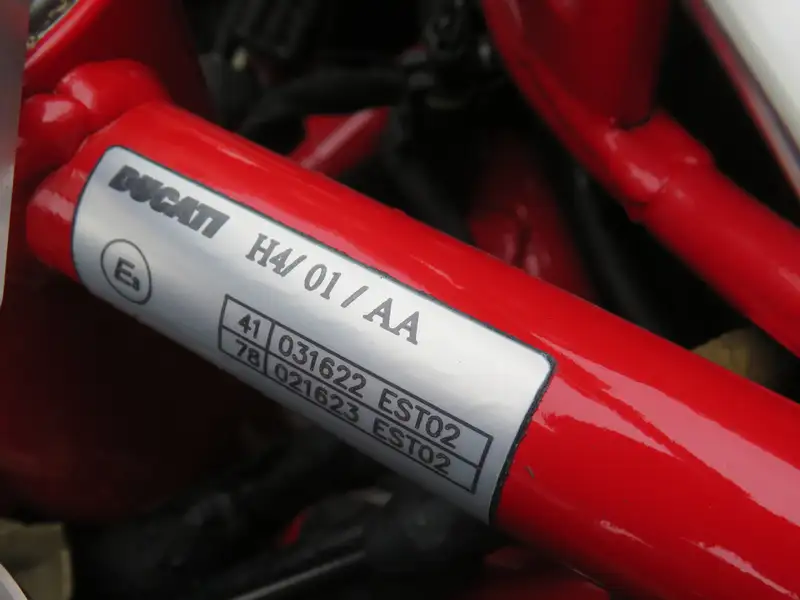 DUCATI H4/01/AA
E3
41 031622 EST02
78 021623 EST02